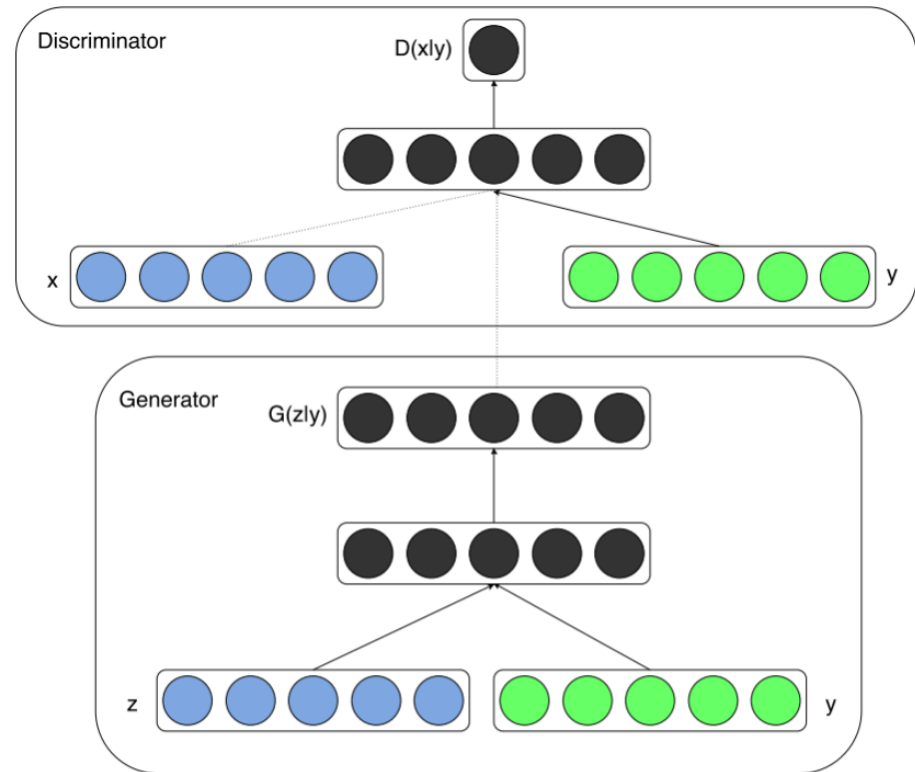 Discriminator
D(x|y)
x
y
Generator
G(z|y)
z
y